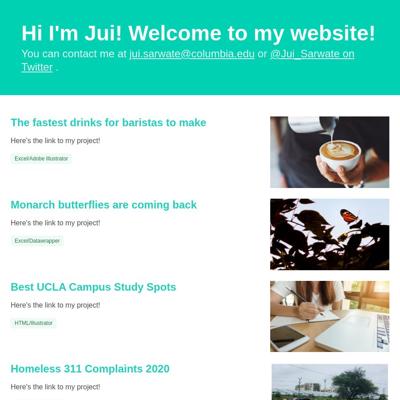 Hi I'm Jui! Welcome to my website!
You can contact me at jui.sarwate@columbia.edu or @Jui_Sarwate on
Twitter .
The fastest drinks for baristas to make
Here's the link to my project!
Excel/Adobe Illustrator
Monarch butterflies are coming back
Here's the link to my project!
Excel/Datawrapper
Best UCLA Campus Study Spots
Here's the link to my project!
HTML/Illustrator
Homeless 311 Complaints 2020
Here's the link to my project!